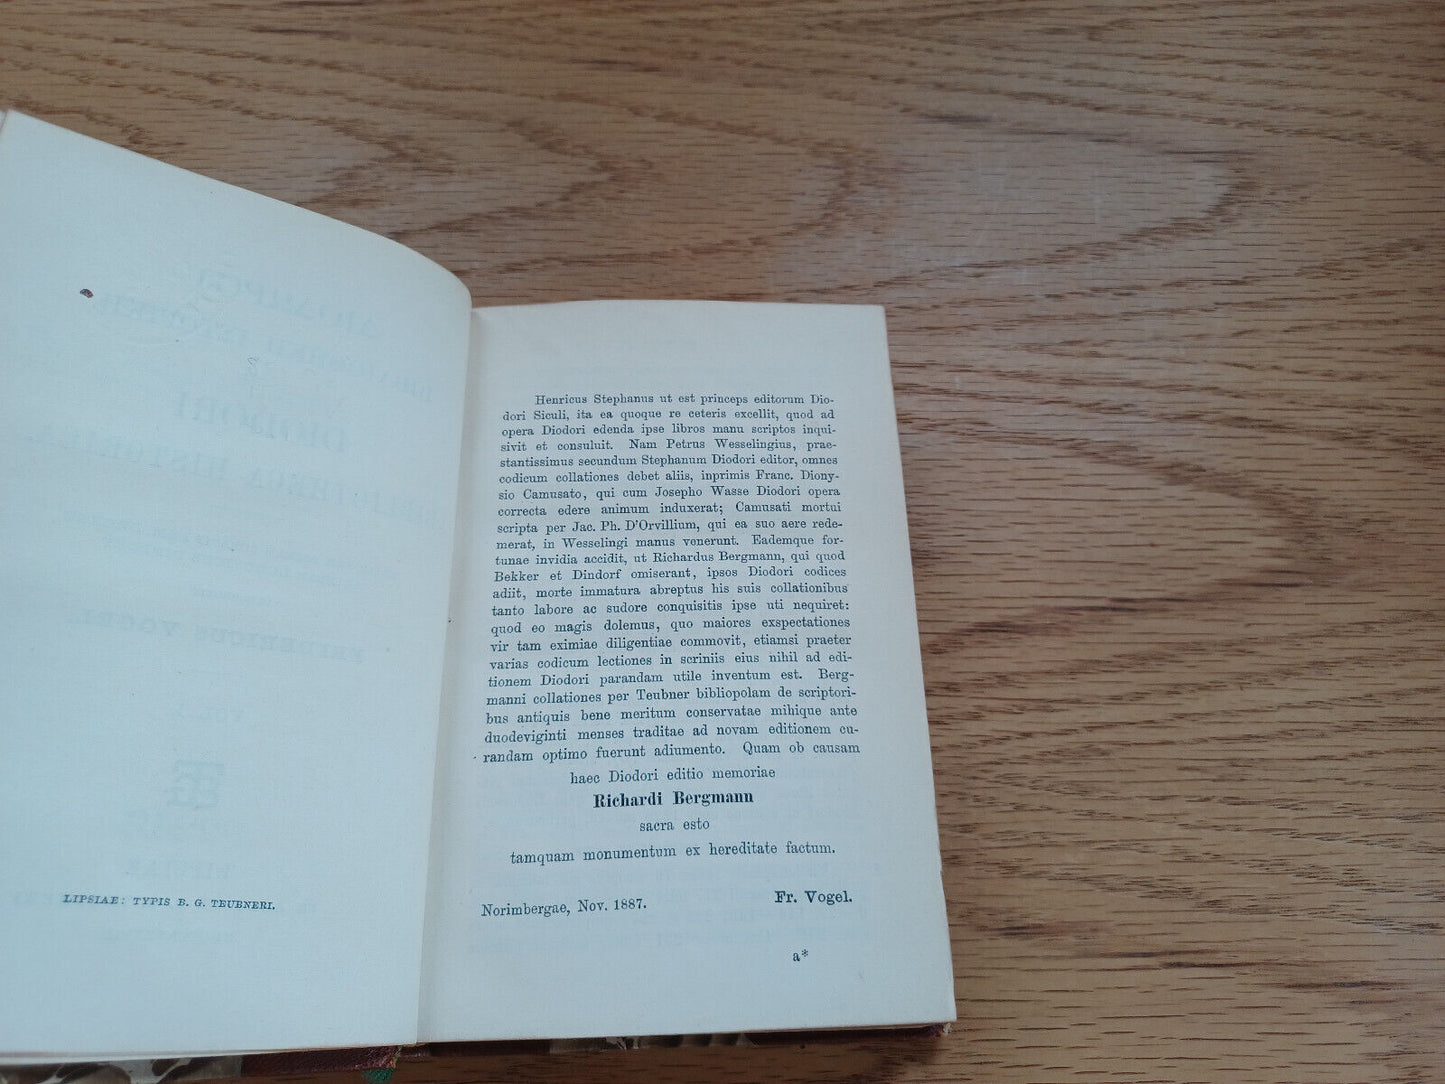 LIPSIAE: TYPIS B. G. TEUBNERI.
Henricus Stephanus ut est princeps editorum Dio-
dori Siculi, ita ea quoque re ceteris excellit, quod ad
opera Diodori edenda ipse libros manu scriptos inqui-
sivit et consuluit. Nam Petrus Wesselingius, prae-
stantissimus secundum Stephanum Diodori editor, omnes
codicum collationes debet aliis, inprimis Franc. Diony-
sio Camusato, qui cum Josepho Wasse Diodori opera
correcta edere animum induxerat; Camusati mortui
scripta per Jac. Ph. D'Orvillium, qui ea suo aere rede-
merat, in Wesselingi manus venerunt. Eademque for-
tunae invidia accidit, ut Richardus Bergmann, qui quod
Bekker et Dindorf omiserant, ipsos Diodori codices
adiit, morte immatura abreptus his suis collationibus
tanto labore ac sudore conquisitis ipse uti nequiret:
quod eo magis dolemus, quo maiores exspectationes
vir tam eximiae diligentiae commovit, etiamsi praeter
varias codicum lectiones in scriniis eius nihil ad edi-
tionem Diodori parandam utile inventum est. Berg-
manni collationes per Teubner bibliopolam de scriptori-
bus antiquis bene meritum conservatae mihique ante
duodeviginti menses traditae ad novam editionem cu-
randam optimo fuerunt adiumento. Quam ob causam
haec Diodori editio memoriae
Richardi Bergmann
sacra esto
tamquam monumentum ex hereditate factum.
Norimbergae, Nov. 1887. Fr. Vogel.
a*